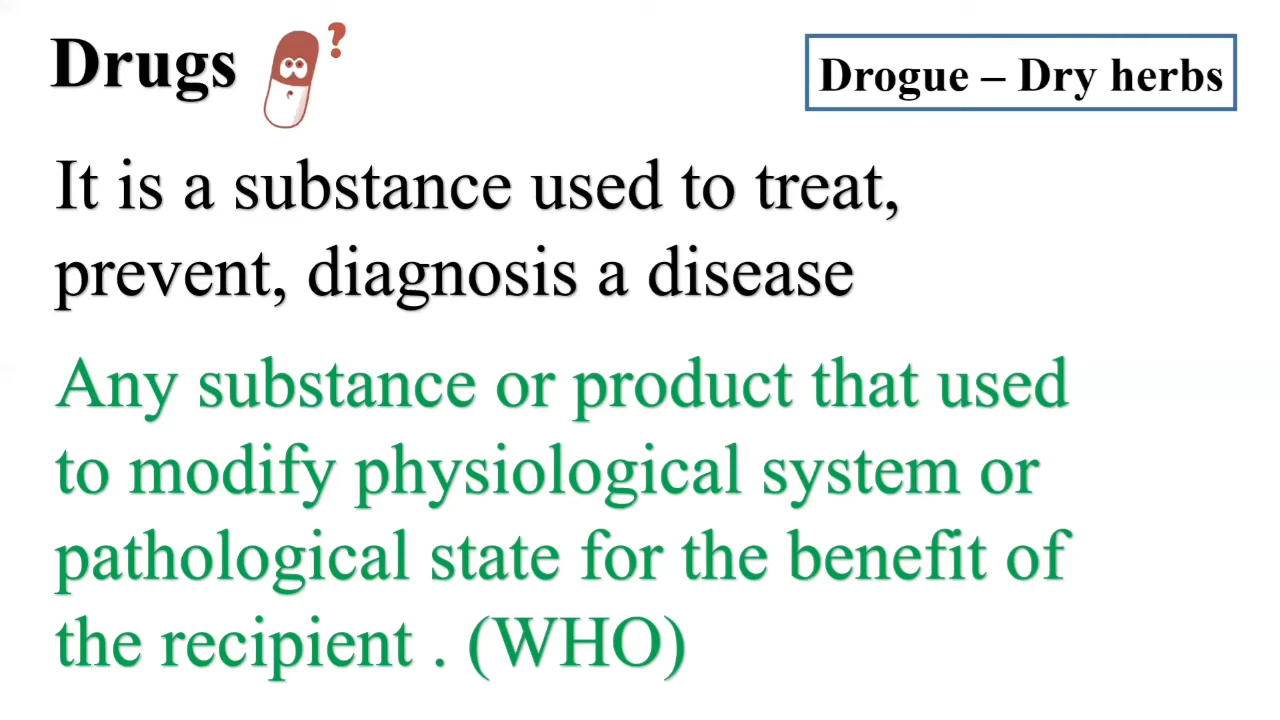 Drugs ?
Drogue – Dry herbs
It is a substance used to treat,
prevent, diagnosis a disease
Any substance or product that used
to modify physiological system or
pathological state for the benefit of
the recipient . (WHO)